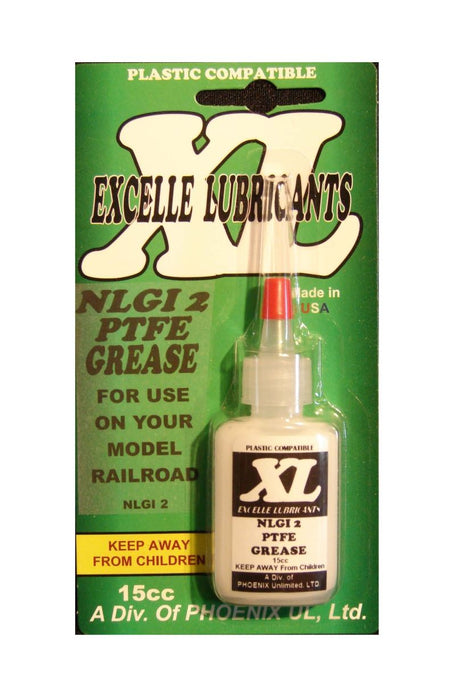 PLASTIC COMPATIBLE
XL
EXCELLE LUBRICANTS
Made in
USA
NLGI 2
PTFE
GREASE
FOR USE
ON YOUR
MODEL
RAILROAD
NLGI 2
KEEP AWAY
FROM CHILDREN
15cc
A Div. Of PHOENIX UL, Ltd.
PLASTIC COMPATIBLE
XL
EXCELLE LUBRICANTs
NLGI 2
PTFE
GREASE
15cc
KEEP AWAY From Children
A Div. of
PHOENIX Unlimited, LTD.